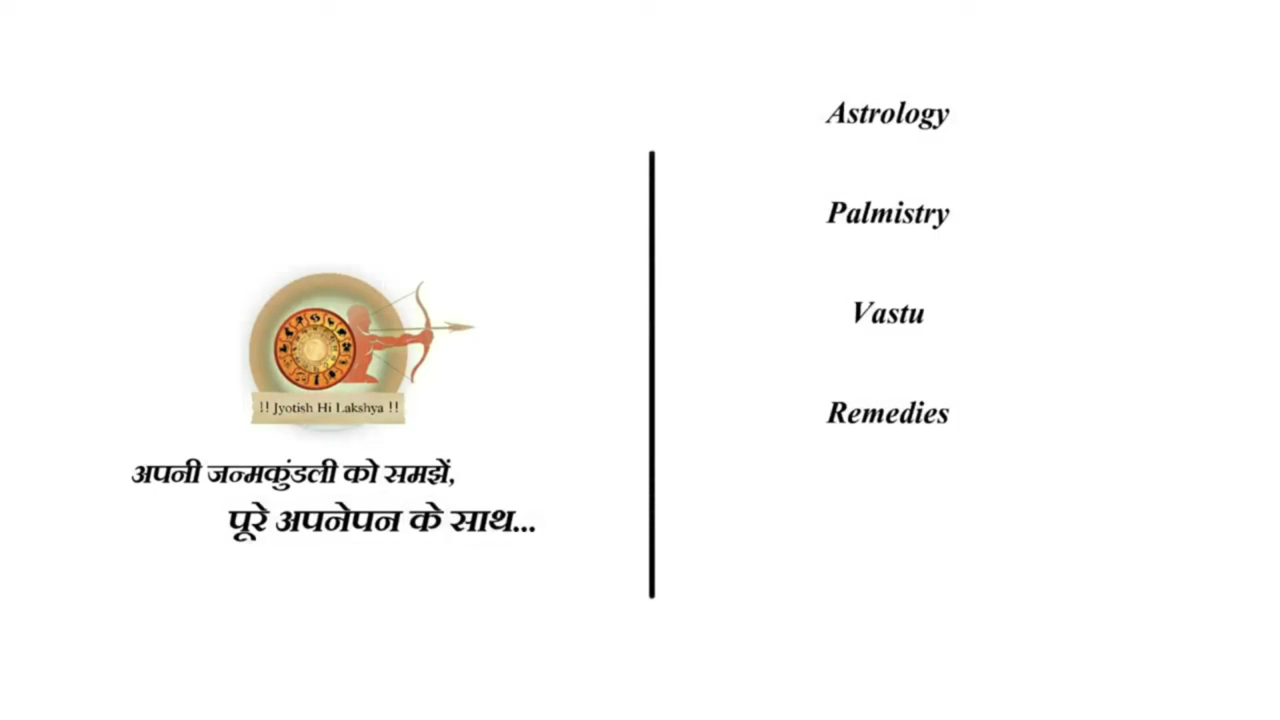 !! Jyotish Hi Lakshya !!
अपनी जन्मकुंडली को समझें,
पूरे अपनेपन के साथ...
Astrology
Palmistry
Vastu
Remedies